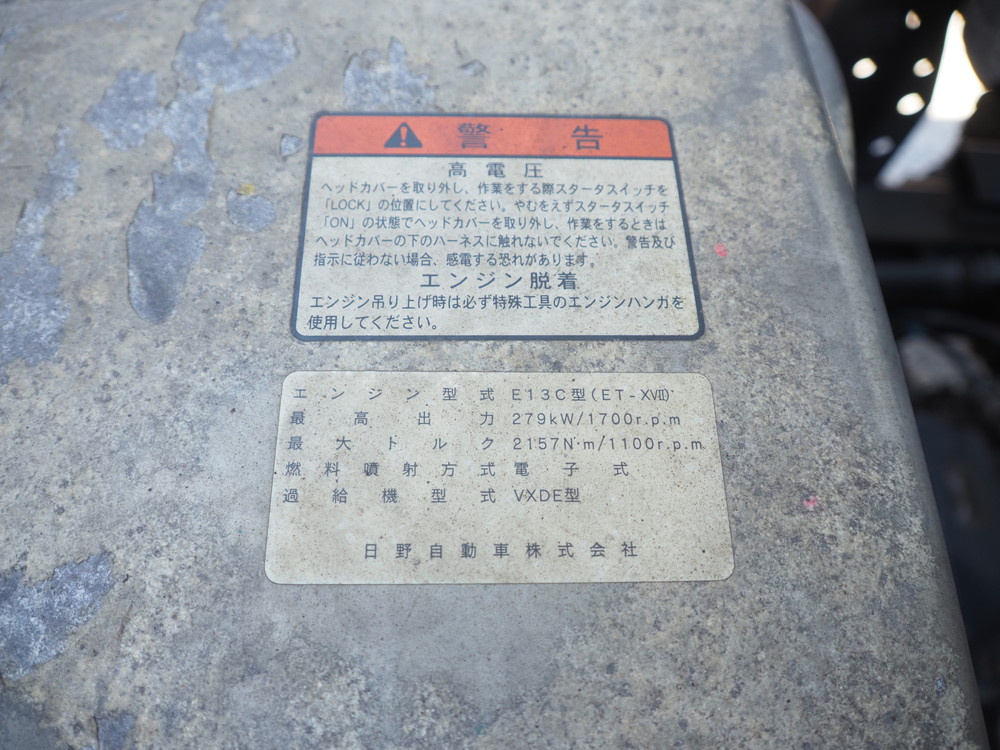 警告
高電圧
ヘッドカバーを取り外し、作業をする際スタータスイッチを
「LOCK」の位置にしてください。やむをえずスタータスイッチ
「ON」の状態でヘッドカバーを取り外し、作業をするときは
ヘッドカバーの下のハーネスに触れないでください。警告及び
指示に従わない場合、感電する恐れがあります。
エンジン脱着
エンジン吊り上げ時は必ず特殊工具のエンジンハンガを
使用してください。
エンジン型式 E13C型(ET-XVII)
最高出力 279kW/1700r.p.m
最大トルク 2157N·m/1100r.p.m.
燃料噴射方式 電子式
過給機型式 VXDE型
日野自動車株式会社